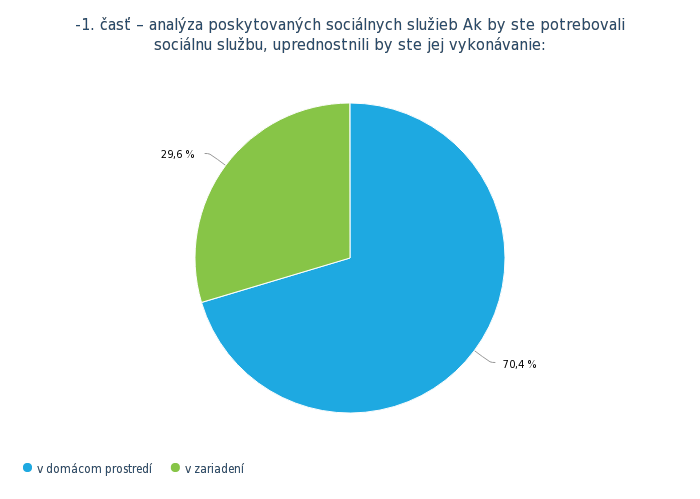 -1. časť – analýza poskytovaných sociálnych služieb Ak by ste potrebovali
sociálnu službu, uprednostnili by ste jej vykonávanie:
29,6 %
70,4 %
v domácom prostredí
v zariadení